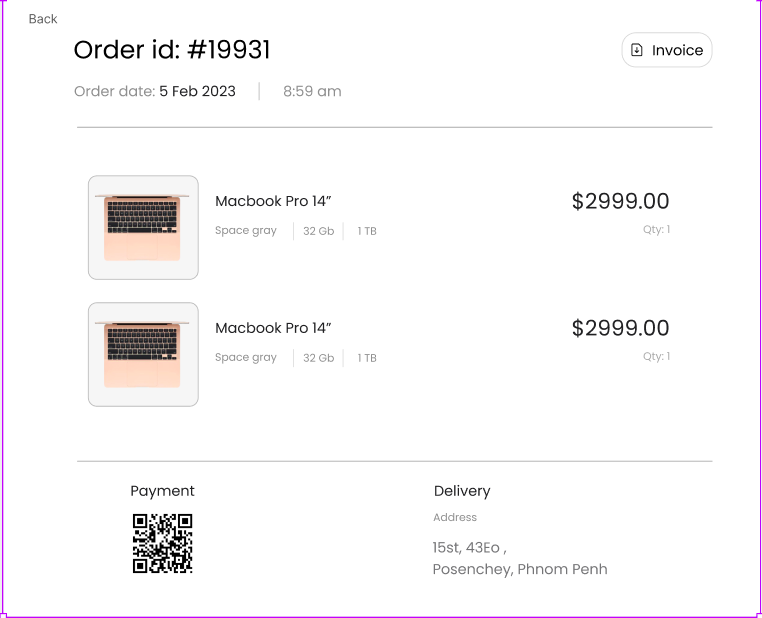 Back
Order id: #19931
Invoice
Order date: 5 Feb 2023
8:59 am
Macbook Pro 14”
$2999.00
Space gray
32 Gb
1 TB
Qty: 1
Macbook Pro 14”
$2999.00
Space gray
32 Gb
1 TB
Qty: 1
Payment
Delivery
Address
15st, 43Eo ,
Posenchey, Phnom Penh